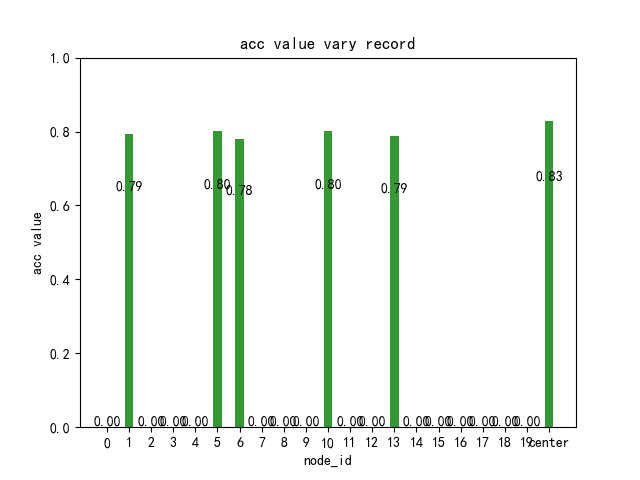 acc value vary record
1.0
0.8
0.6
0.4
0.2
0.0
acc value
0.00 0.79 0.00 0.00 0.00 0.80 0.78 0.00 0.00 0.00 0.80 0.00 0.00 0.79 0.00 0.00 0.00 0.00 0.00 0.00 0.83
0 1 2 3 4 5 6 7 8 9 10 11 12 13 14 15 16 17 18 19 center
node_id